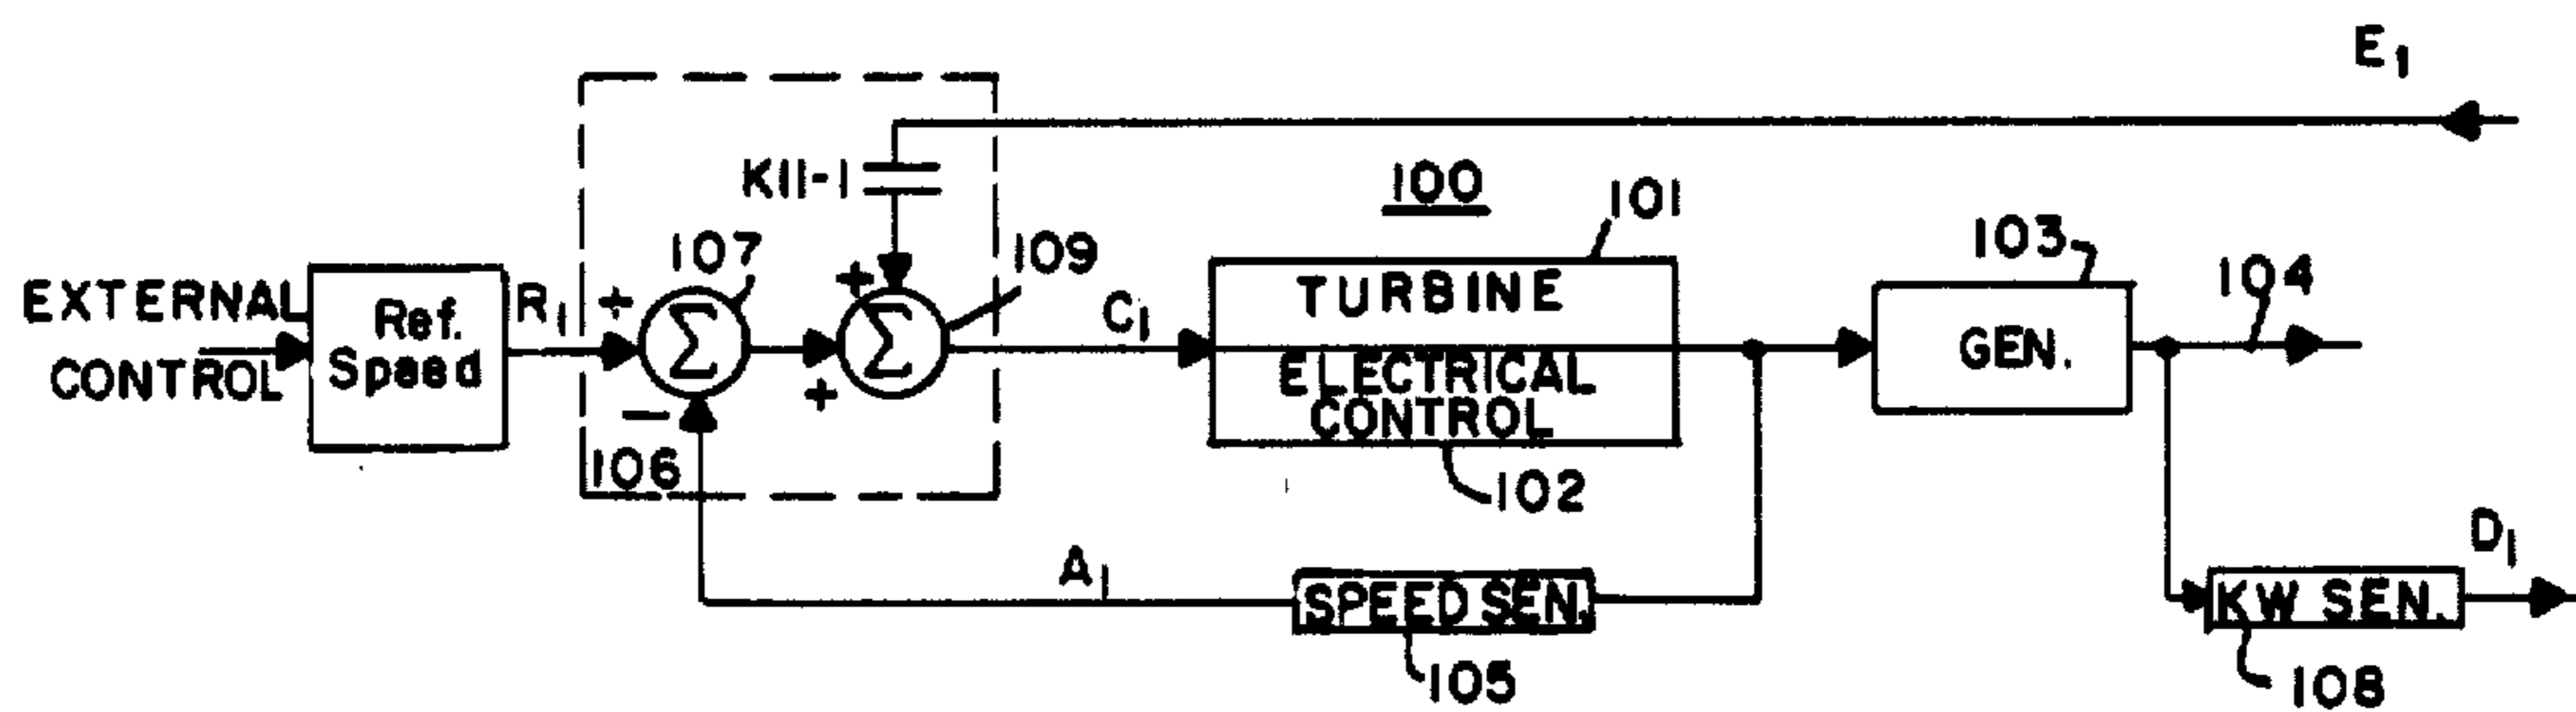 E1
K11-1
100
101
107
109
103
104
EXTERNAL
CONTROL
Ref.
Speed
R1
+
+
+
−
C1
TURBINE
ELECTRICAL
CONTROL
GEN.
Σ
Σ
106
102
A1
SPEED SEN.
105
D1
KW SEN.
108